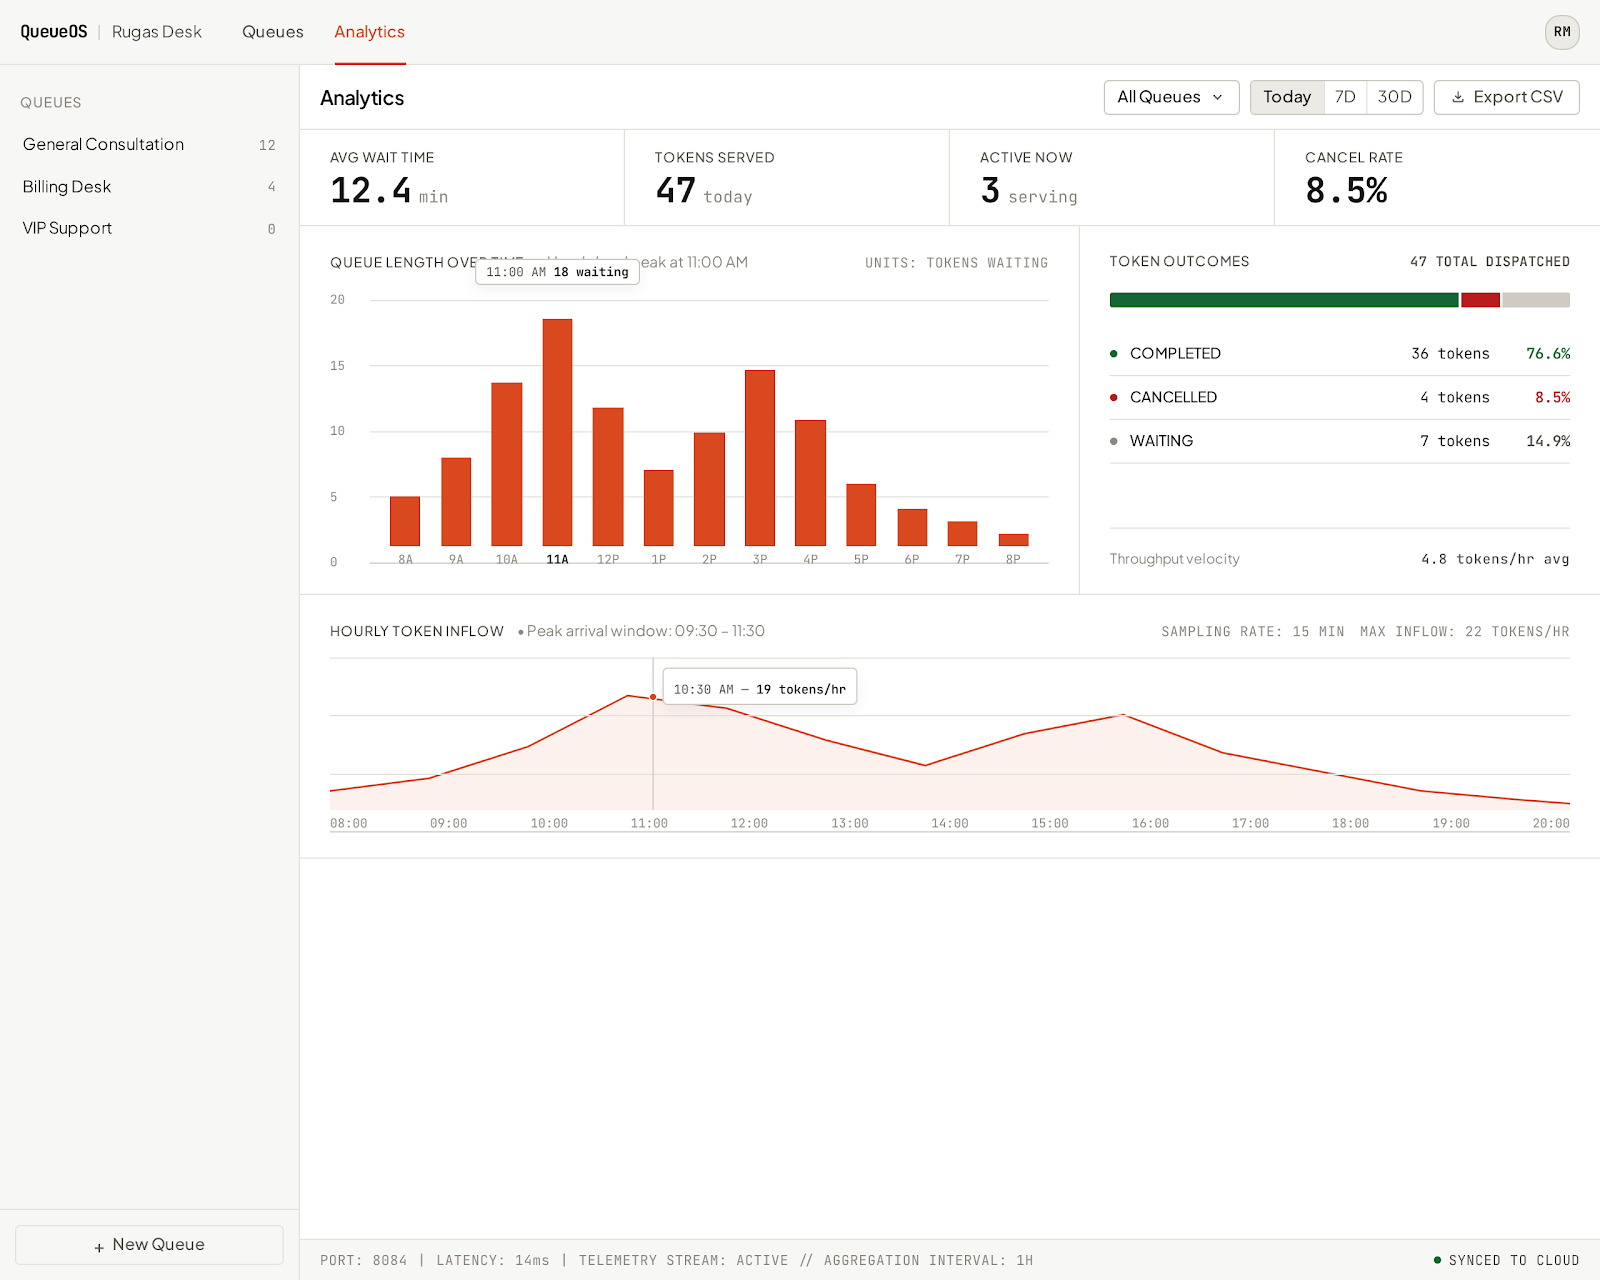 QueueOS | Rugas Desk Queues Analytics RM
QUEUES
General Consultation 12
Billing Desk 4
VIP Support 0
+ New Queue
Analytics All Queues Today 7D 30D Export CSV
AVG WAIT TIME
12.4 min
TOKENS SERVED
47 today
ACTIVE NOW
3 serving
CANCEL RATE
8.5%
QUEUE LENGTH OVER eak at 11:00 AM UNITS: TOKENS WAITING
11:00 AM 18 waiting
20
15
10
5
0
8A 9A 10A 11A 12P 1P 2P 3P 4P 5P 6P 7P 8P
TOKEN OUTCOMES 47 TOTAL DISPATCHED
COMPLETED 36 tokens 76.6%
CANCELLED 4 tokens 8.5%
WAITING 7 tokens 14.9%
Throughput velocity 4.8 tokens/hr avg
HOURLY TOKEN INFLOW • Peak arrival window: 09:30 – 11:30 SAMPLING RATE: 15 MIN MAX INFLOW: 22 TOKENS/HR
10:30 AM — 19 tokens/hr
08:00 09:00 10:00 11:00 12:00 13:00 14:00 15:00 16:00 17:00 18:00 19:00 20:00
PORT: 8084 | LATENCY: 14ms | TELEMETRY STREAM: ACTIVE // AGGREGATION INTERVAL: 1H SYNCED TO CLOUD